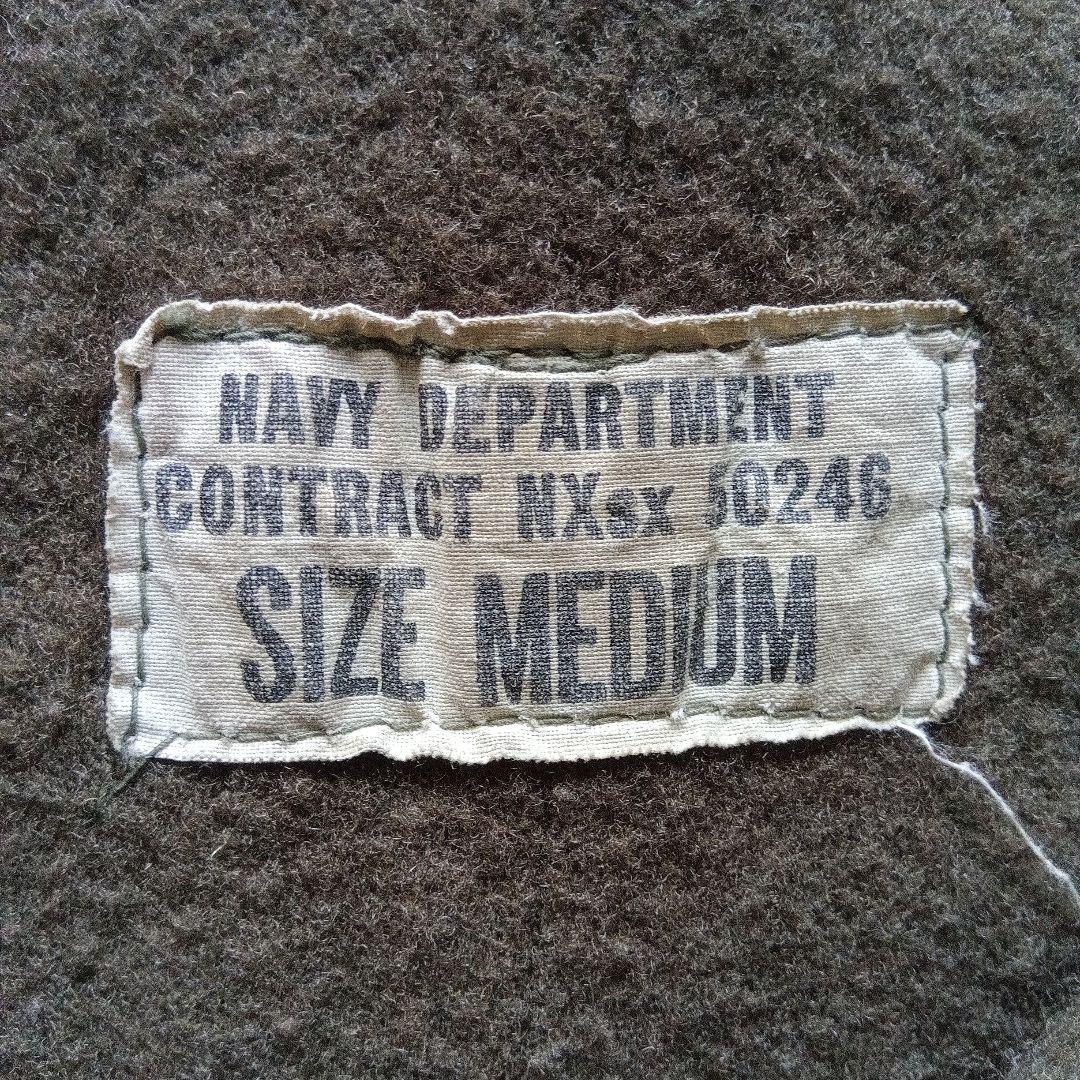 NAVY DEPARTMENT
CONTRACT NXsx 50246
SIZE MEDIUM